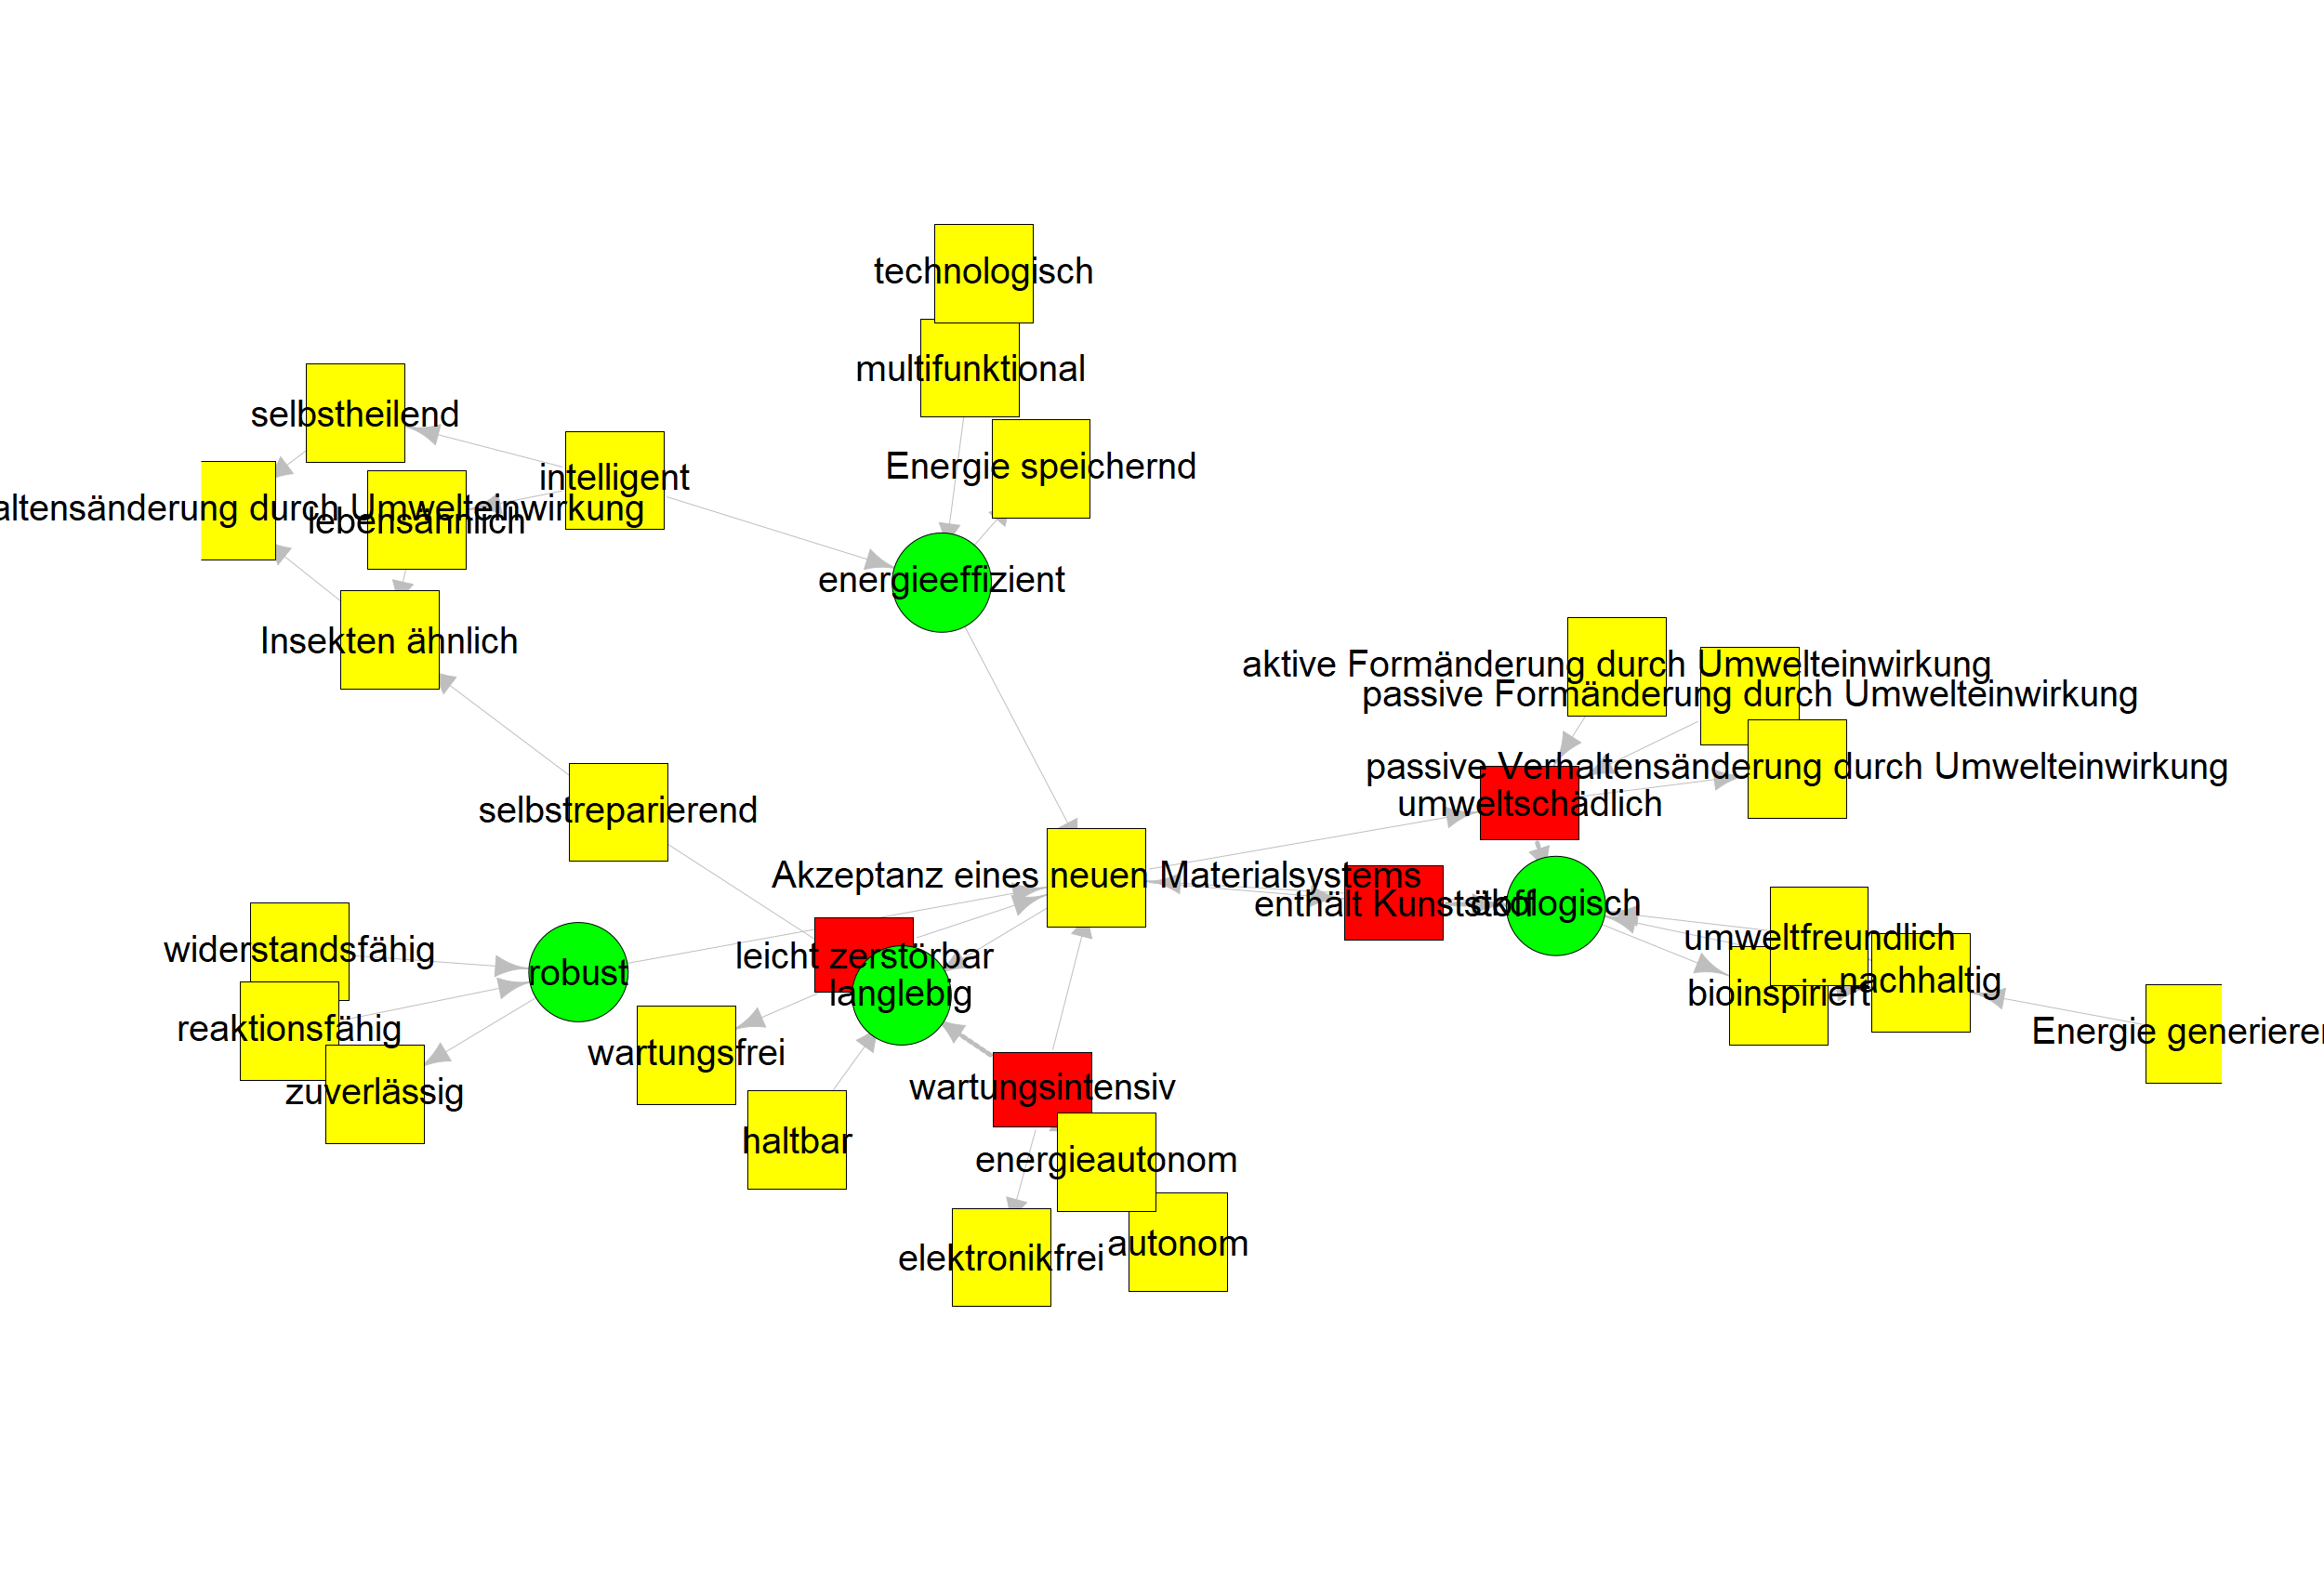 technologisch
multifunktional
selbstheilend
Energie speichernd
intelligent
altensänderung durch Umwelteinwirkung
lebensähnlich
energieeffizient
Insekten ähnlich
aktive Formänderung durch Umwelteinwirkung
passive Formänderung durch Umwelteinwirkung
passive Verhaltensänderung durch Umwelteinwirkung
umweltschädlich
selbstreparierend
Akzeptanz eines neuen Materialsystems
enthält Kunststoff
ökologisch
umweltfreundlich
widerstandsfähig
leicht zerstörbar
robust
nachhaltig
langlebig
bioinspiriert
reaktionsfähig
Energie generieren
wartungsfrei
zuverlässig
wartungsintensiv
haltbar
energieautonom
autonom
elektronikfrei